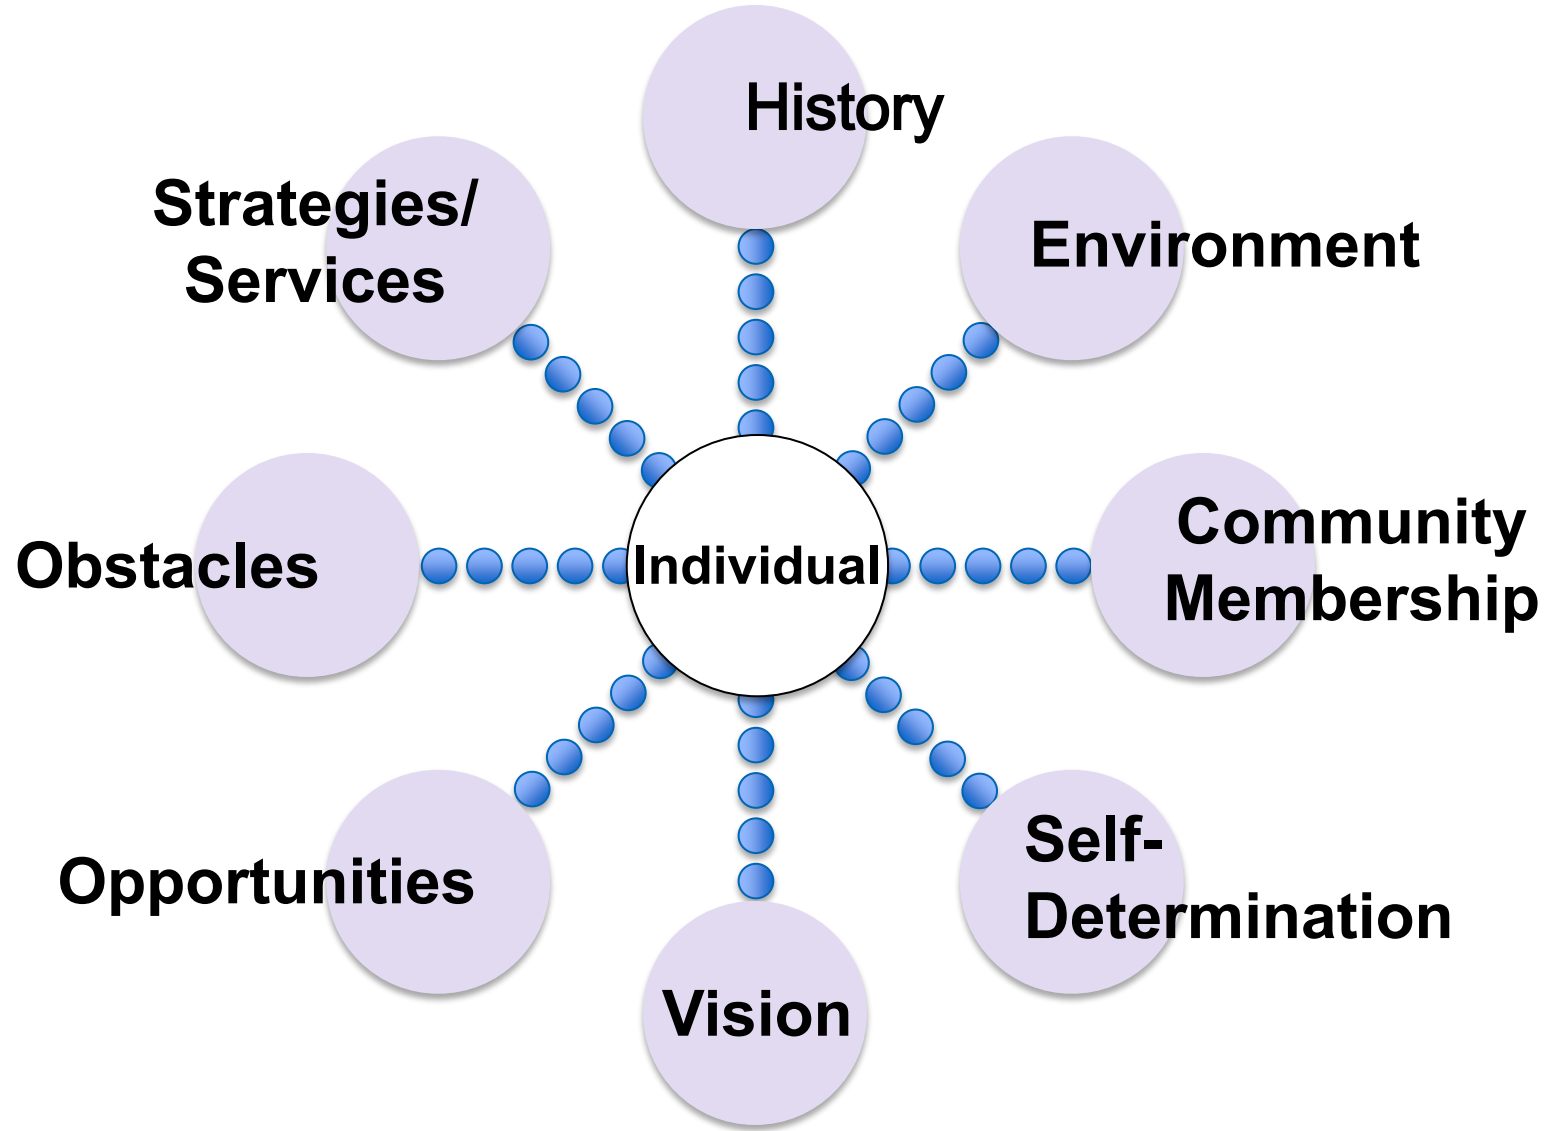 History
Strategies/
Services
Environment
Community
Membership
Obstacles
Individual
Self-
Determination
Opportunities
Vision